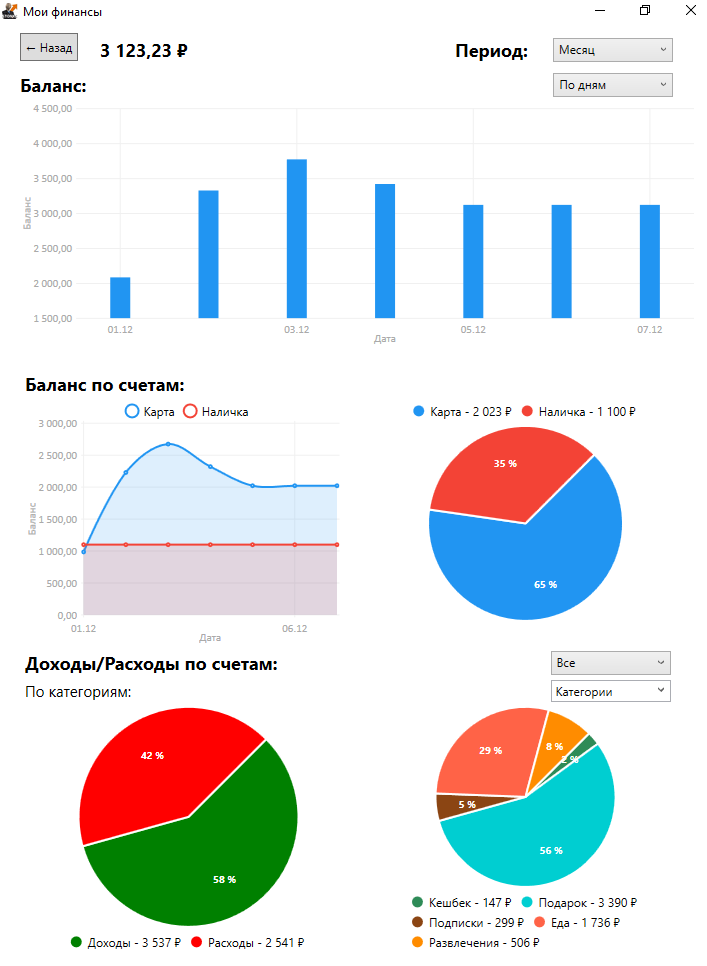 Мои финансы
← Назад 3 123,23 ₽ Период: Месяц
Баланс: По дням
4 500,00
4 000,00
3 500,00
3 000,00
2 500,00
2 000,00
1 500,00
Баланс
01.12 03.12 05.12 07.12
Дата
Баланс по счетам:
Карта Наличка
3 000,00
2 500,00
2 000,00
1 500,00
1 000,00
500,00
0,00
Баланс
01.12 06.12
Дата
Карта - 2 023 ₽ Наличка - 1 100 ₽
35 %
65 %
Доходы/Расходы по счетам: Все
По категориям: Категории
42 %
58 %
Доходы - 3 537 ₽ Расходы - 2 541 ₽
29 %
8 %
2 %
5 %
56 %
Кешбек - 147 ₽ Подарок - 3 390 ₽
Подписки - 299 ₽ Еда - 1 736 ₽
Развлечения - 506 ₽